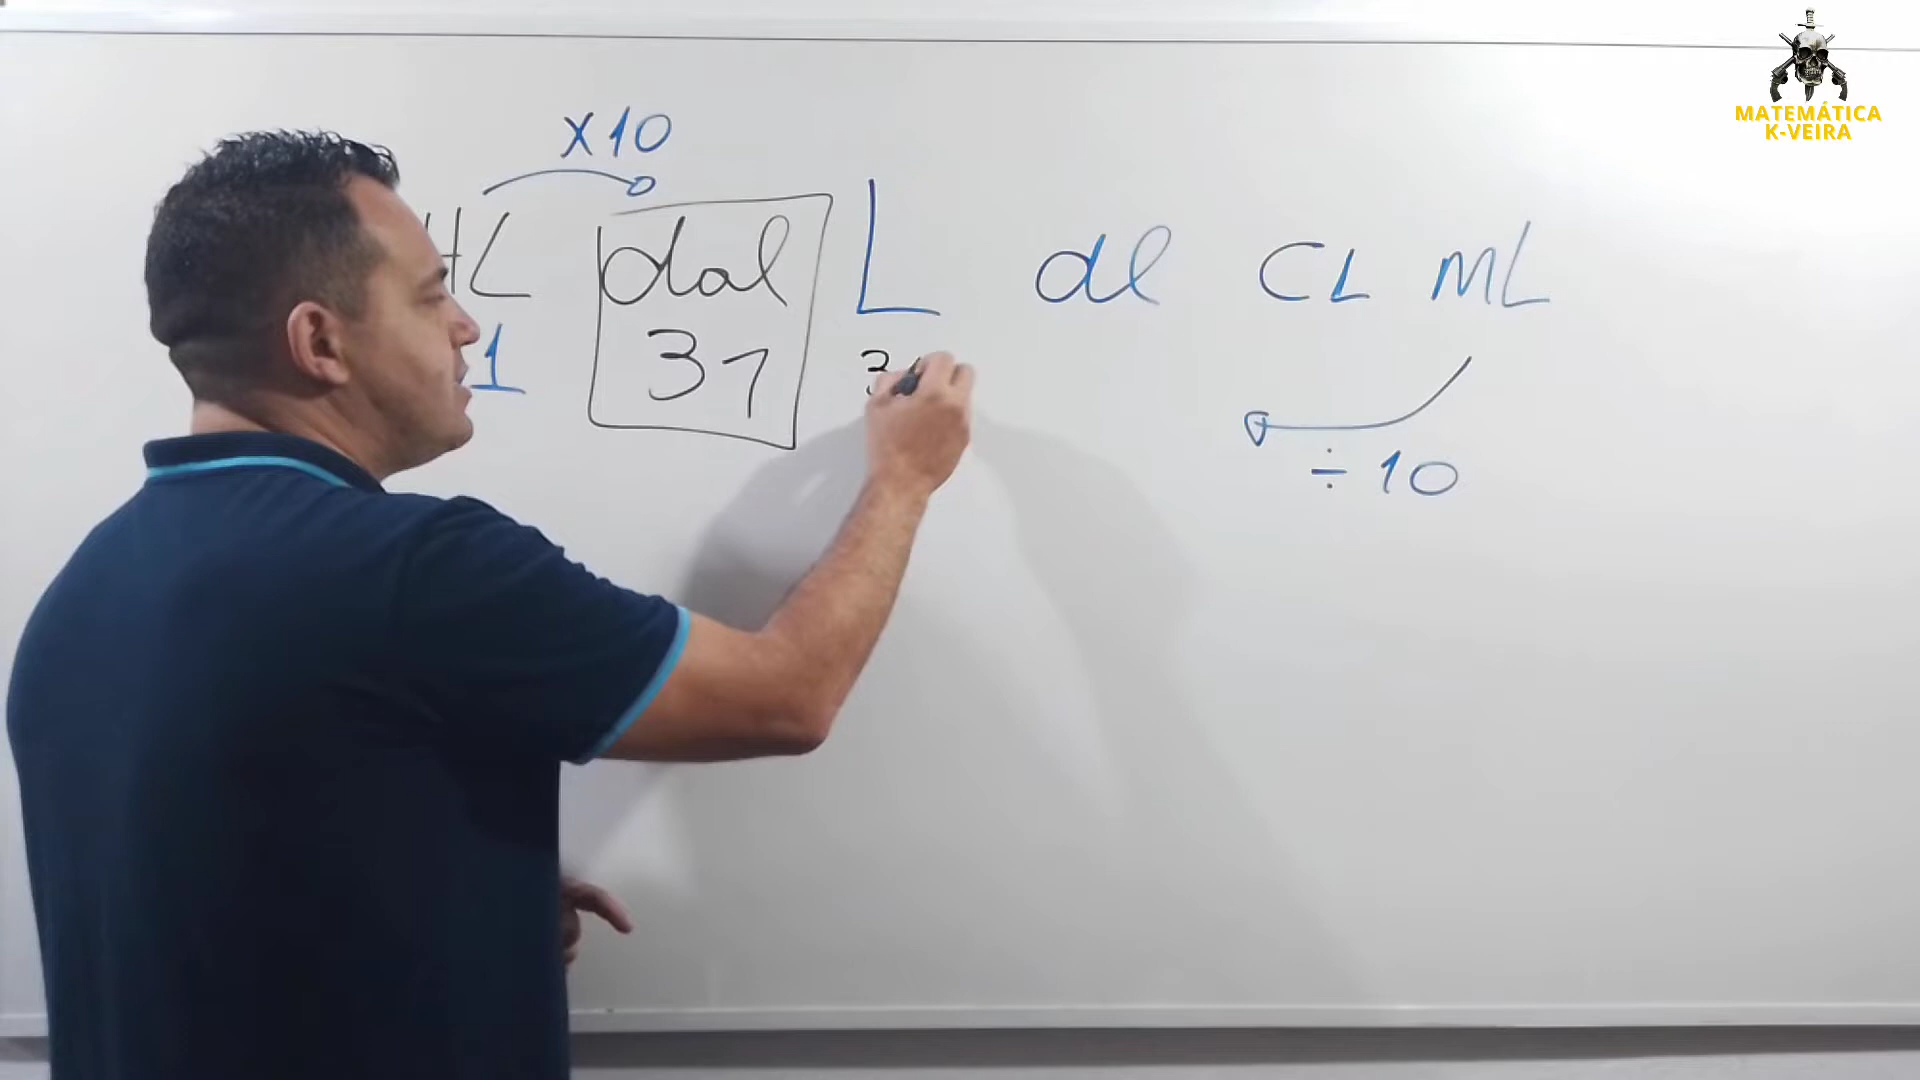 MATEMÁTICA
K-VEIRA
X10
HL dal L dl CL ML
1 31 3
÷ 10